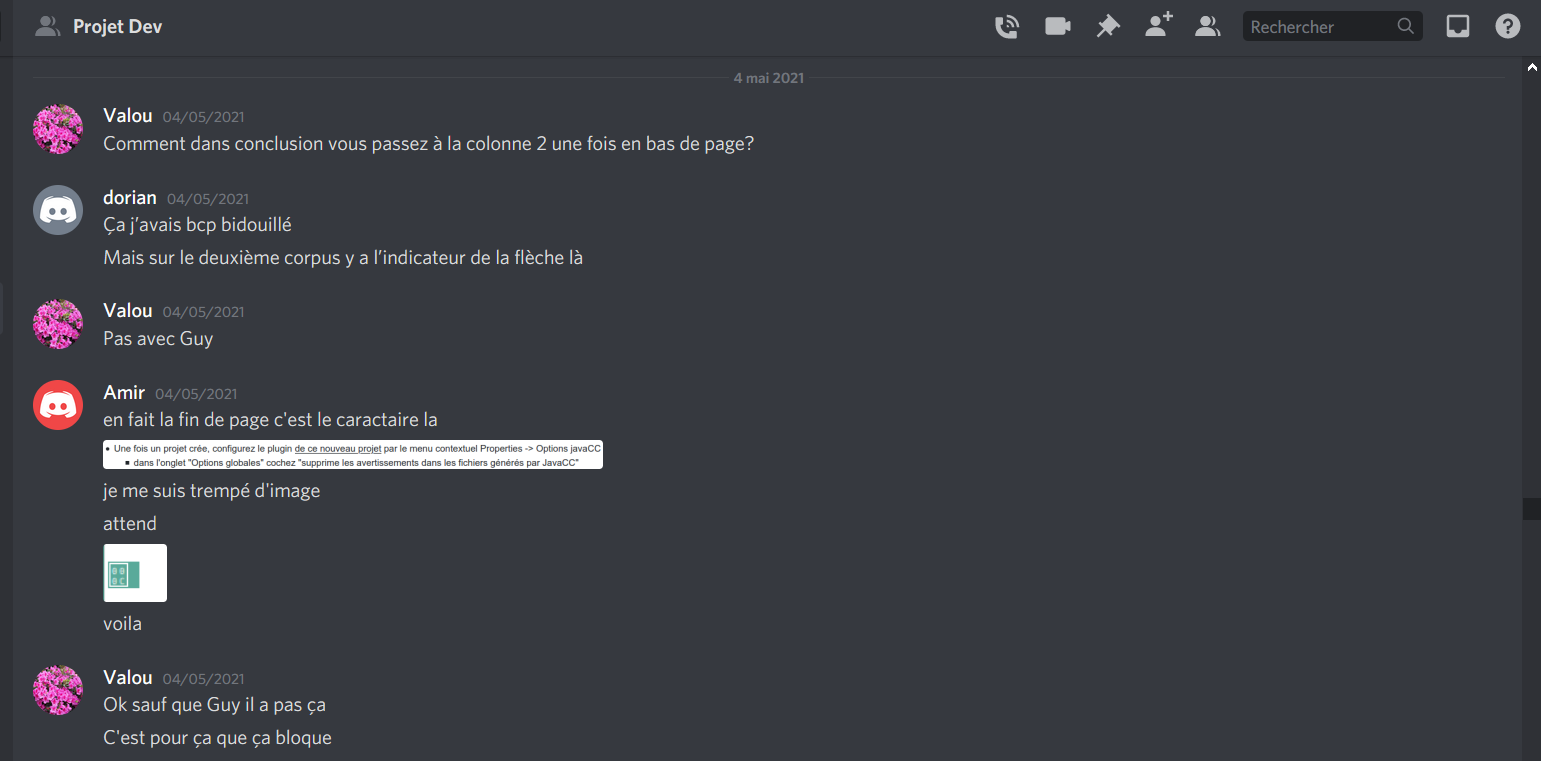 Projet Dev
Rechercher
4 mai 2021
Valou 04/05/2021
Comment dans conclusion vous passez à la colonne 2 une fois en bas de page?
dorian 04/05/2021
Ça j’avais bcp bidouillé
Mais sur le deuxième corpus y a l’indicateur de la flèche là
Valou 04/05/2021
Pas avec Guy
Amir 04/05/2021
en fait la fin de page c'est le caractaire la
• Une fois un projet crée, configurez le plugin de ce nouveau projet par le menu contextuel Properties -> Options javaCC
▪ dans l'onglet "Options globales" cochez "supprime les avertissements dans les fichiers générés par JavaCC"
je me suis trempé d'image
attend
00
0C
voila
Valou 04/05/2021
Ok sauf que Guy il a pas ça
C'est pour ça que ça bloque